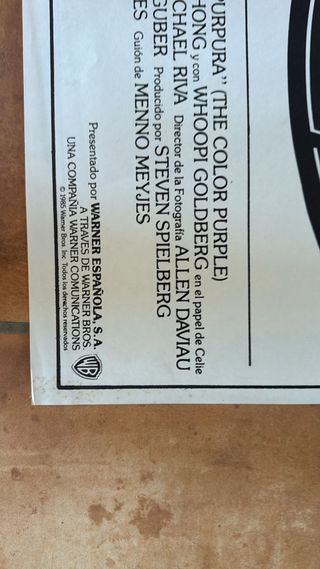 PURPURA" (THE COLOR PURPLE)
HONG y con WHOOPI GOLDBERG en el papel de Celie
CHAEL RIVA Director de la Fotografía ALLEN DAVIAU
GUBER Producido por STEVEN SPIELBERG
ES Guión de MENNO MEYJES
Presentado por WARNER ESPAÑOLA, S.A.
A TRAVES DE WARNER BROS.
UNA COMPAÑIA WARNER COMUNICATIONS
© 1985 Warner Bros. Inc. Todos los derechos reservados
WB